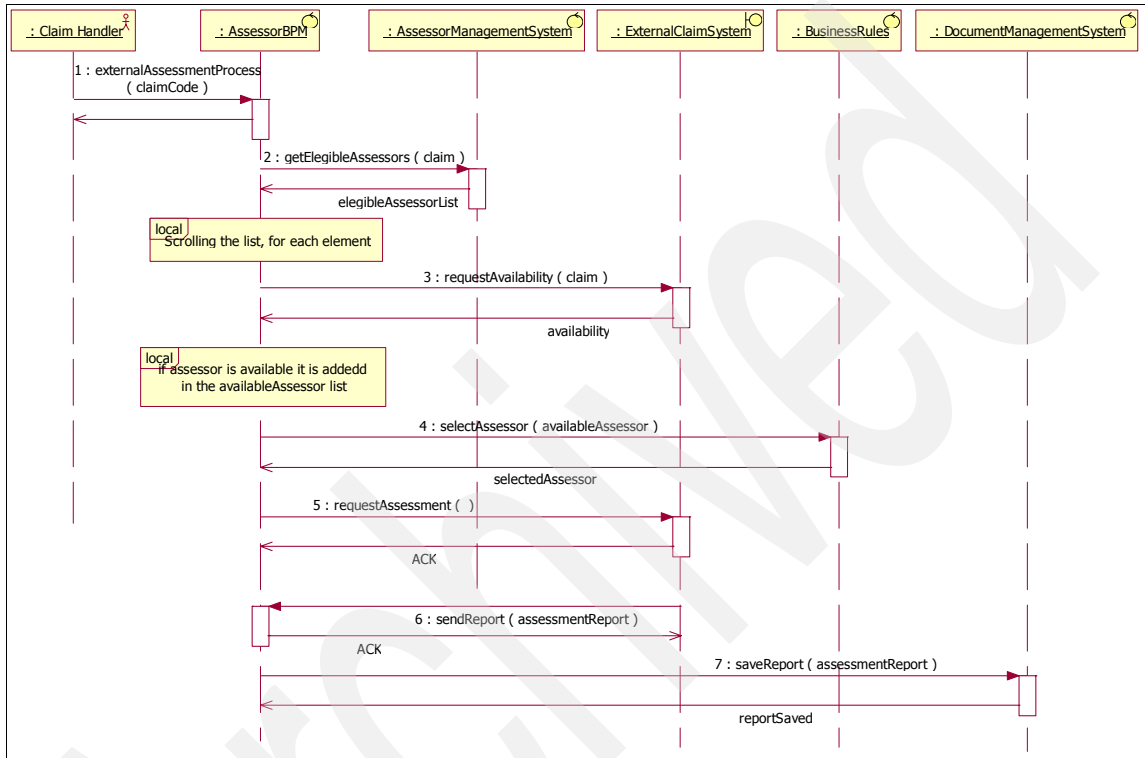 : Claim Handler
: AssessorBPM
: AssessorManagementSystem
: ExternalClaimSystem
: BusinessRules
: DocumentManagementSystem
1 : externalAssessmentProcess
( claimCode )
2 : getElegibleAssessors ( claim )
elegibleAssessorList
local
Scrolling the list, for each element
3 : requestAvailability ( claim )
availability
local
if assessor is available it is addedd
in the availableAssessor list
4 : selectAssessor ( availableAssessor )
selectedAssessor
5 : requestAssessment ( )
ACK
6 : sendReport ( assessmentReport )
ACK
7 : saveReport ( assessmentReport )
reportSaved
Archived